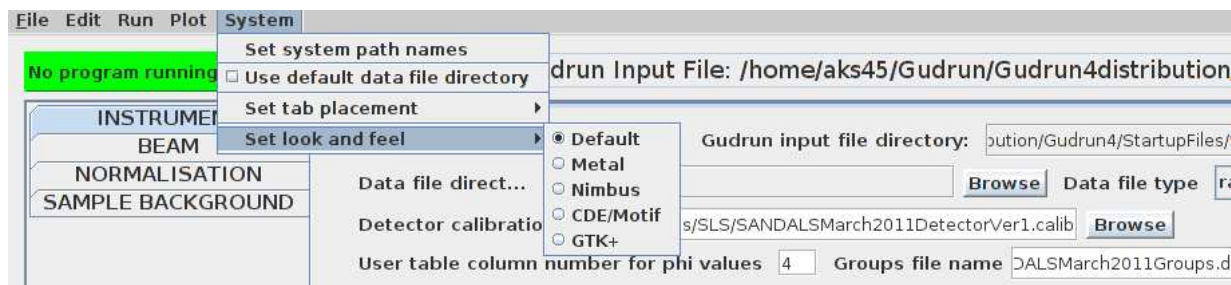 File Edit Run Plot System
Set system path names
No program running
Use default data file directory
drun Input File: /home/aks45/Gudrun/Gudrun4distribution
Set tab placement
INSTRUME
Set look and feel
Default
Gudrun input file directory:
oution/Gudrun4/StartupFiles/
BEAM
Metal
NORMALISATION
Data file direct...
Nimbus
Browse
Data file type
ra
SAMPLE BACKGROUND
Detector calibratio
CDE/Motif
s/SLS/SANDALSMarch2011DetectorVer1.calib
Browse
GTK+
User table column number for phi values 4 Groups file name DALSMarch2011Groups.d